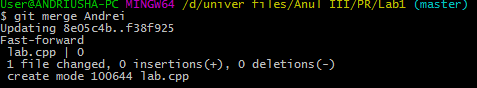 User@ANDRIUSHA-PC MINGW64 /d/univer files/Anul III/PR/Lab1 (master)
$ git merge Andrei
Updating 8e05c4b..f38f925
Fast-forward
 lab.cpp | 0
 1 file changed, 0 insertions(+), 0 deletions(-)
 create mode 100644 lab.cpp